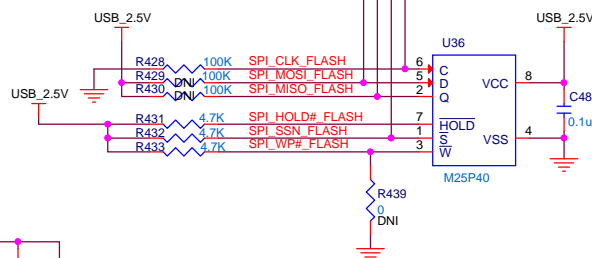 USB_2.5V
USB_2.5V
U36
R428 100K SPI_CLK_FLASH 6 C
R429 DNI 100K SPI_MOSI_FLASH 5 D VCC 8
R430 DNI 100K SPI_MISO_FLASH 2 Q
USB_2.5V
C48
0.1u
R431 4.7K SPI_HOLD#_FLASH 7 HOLD
R432 4.7K SPI_SSN_FLASH 1 S VSS 4
R433 4.7K SPI_WP#_FLASH 3 W
M25P40
R439
0
DNI